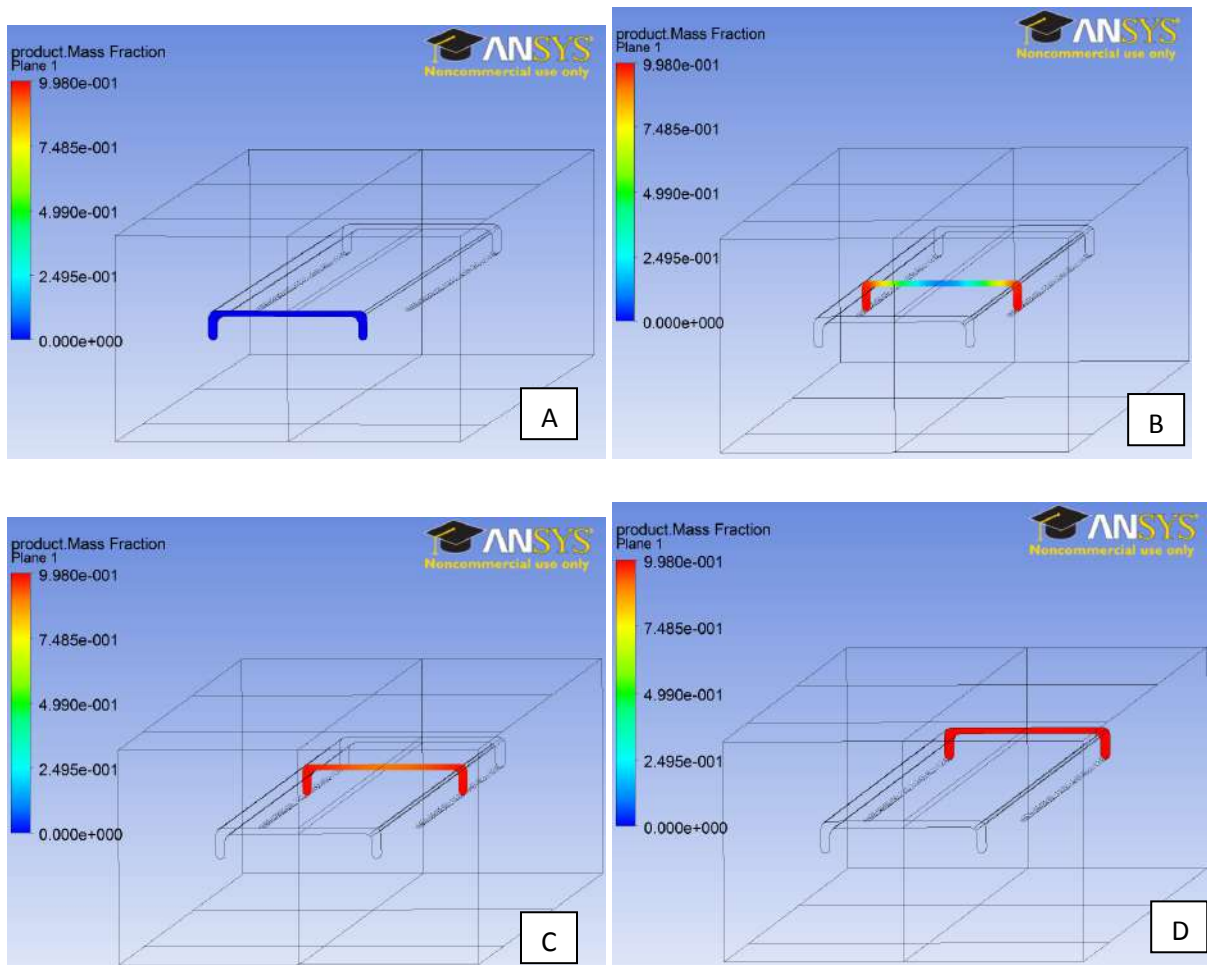 product.Mass Fraction
Plane 1
9.980e-001
7.485e-001
4.990e-001
2.495e-001
0.000e+000
ANSYS
Noncommercial use only
A
product.Mass Fraction
Plane 1
9.980e-001
7.485e-001
4.990e-001
2.495e-001
0.000e+000
ANSYS
Noncommercial use only
B
product.Mass Fraction
Plane 1
9.980e-001
7.485e-001
4.990e-001
2.495e-001
0.000e+000
ANSYS
Noncommercial use only
C
product.Mass Fraction
Plane 1
9.980e-001
7.485e-001
4.990e-001
2.495e-001
0.000e+000
ANSYS
Noncommercial use only
D